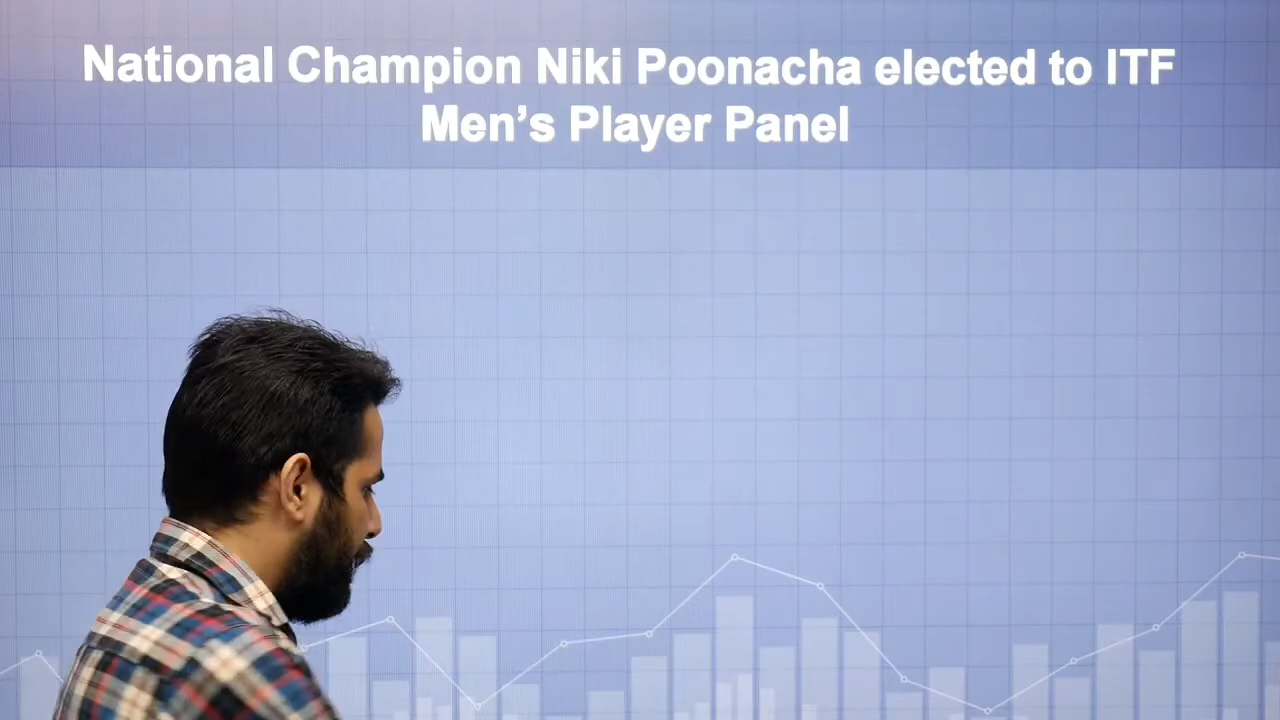 National Champion Niki Poonacha elected to ITF
Men’s Player Panel